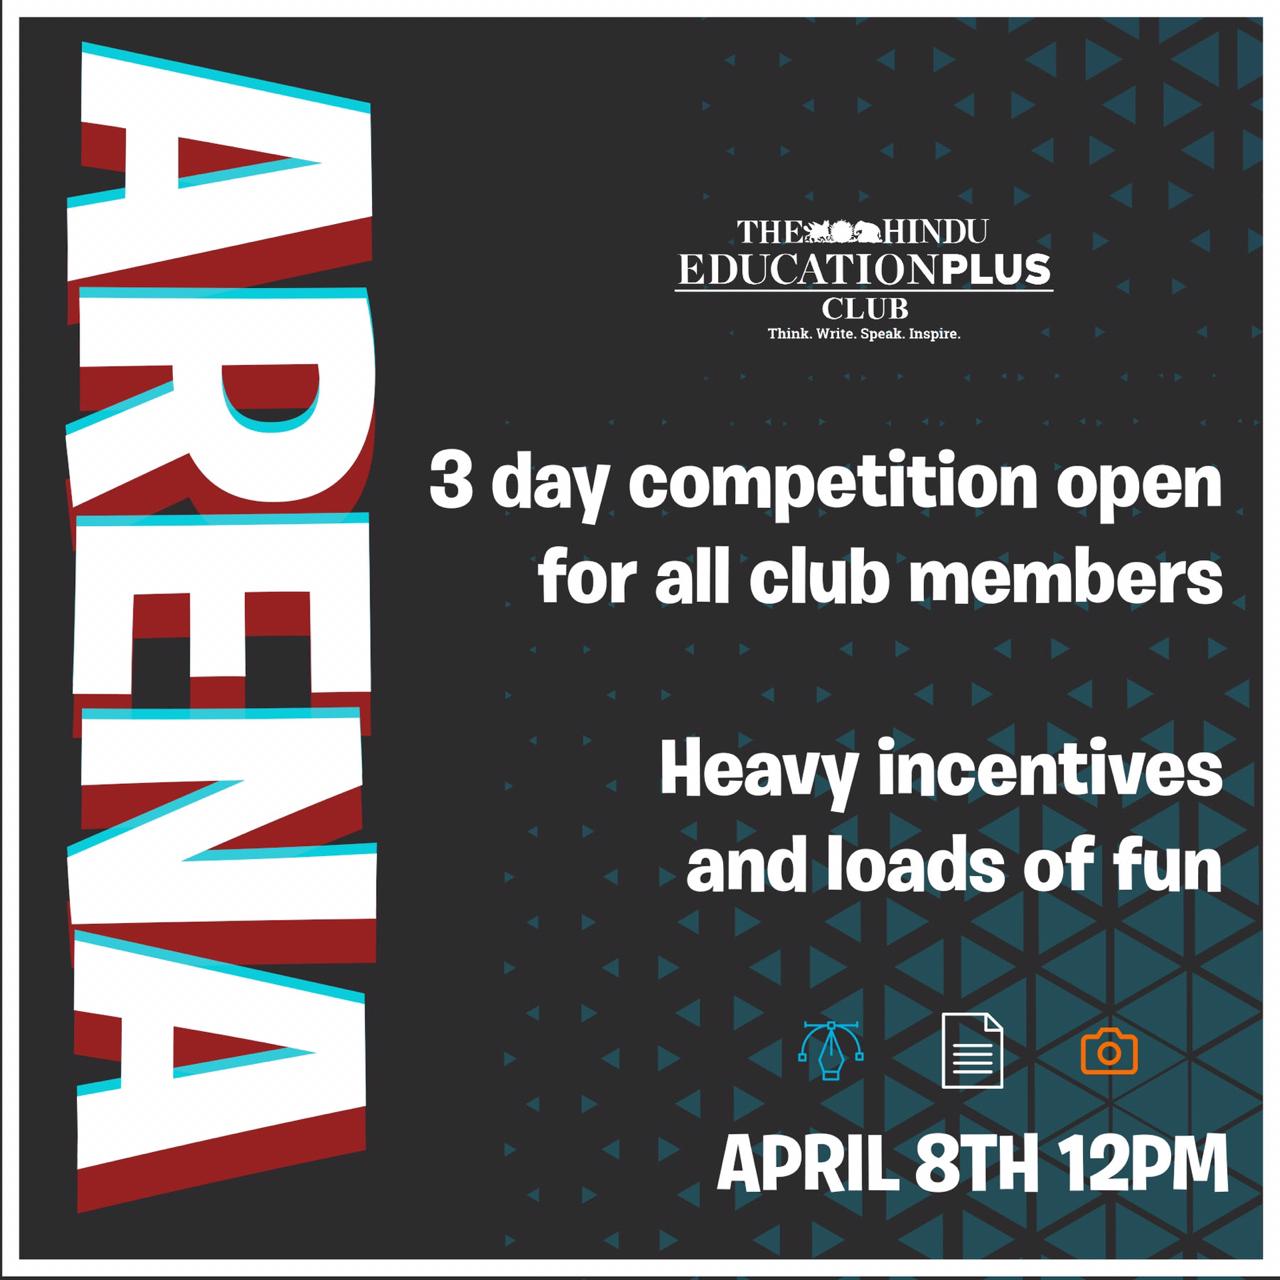 ARENA
THE HINDU
EDUCATIONPLUS
CLUB
Think. Write. Speak. Inspire.
3 day competition open
for all club members
Heavy incentives
and loads of fun
APRIL 8TH 12PM